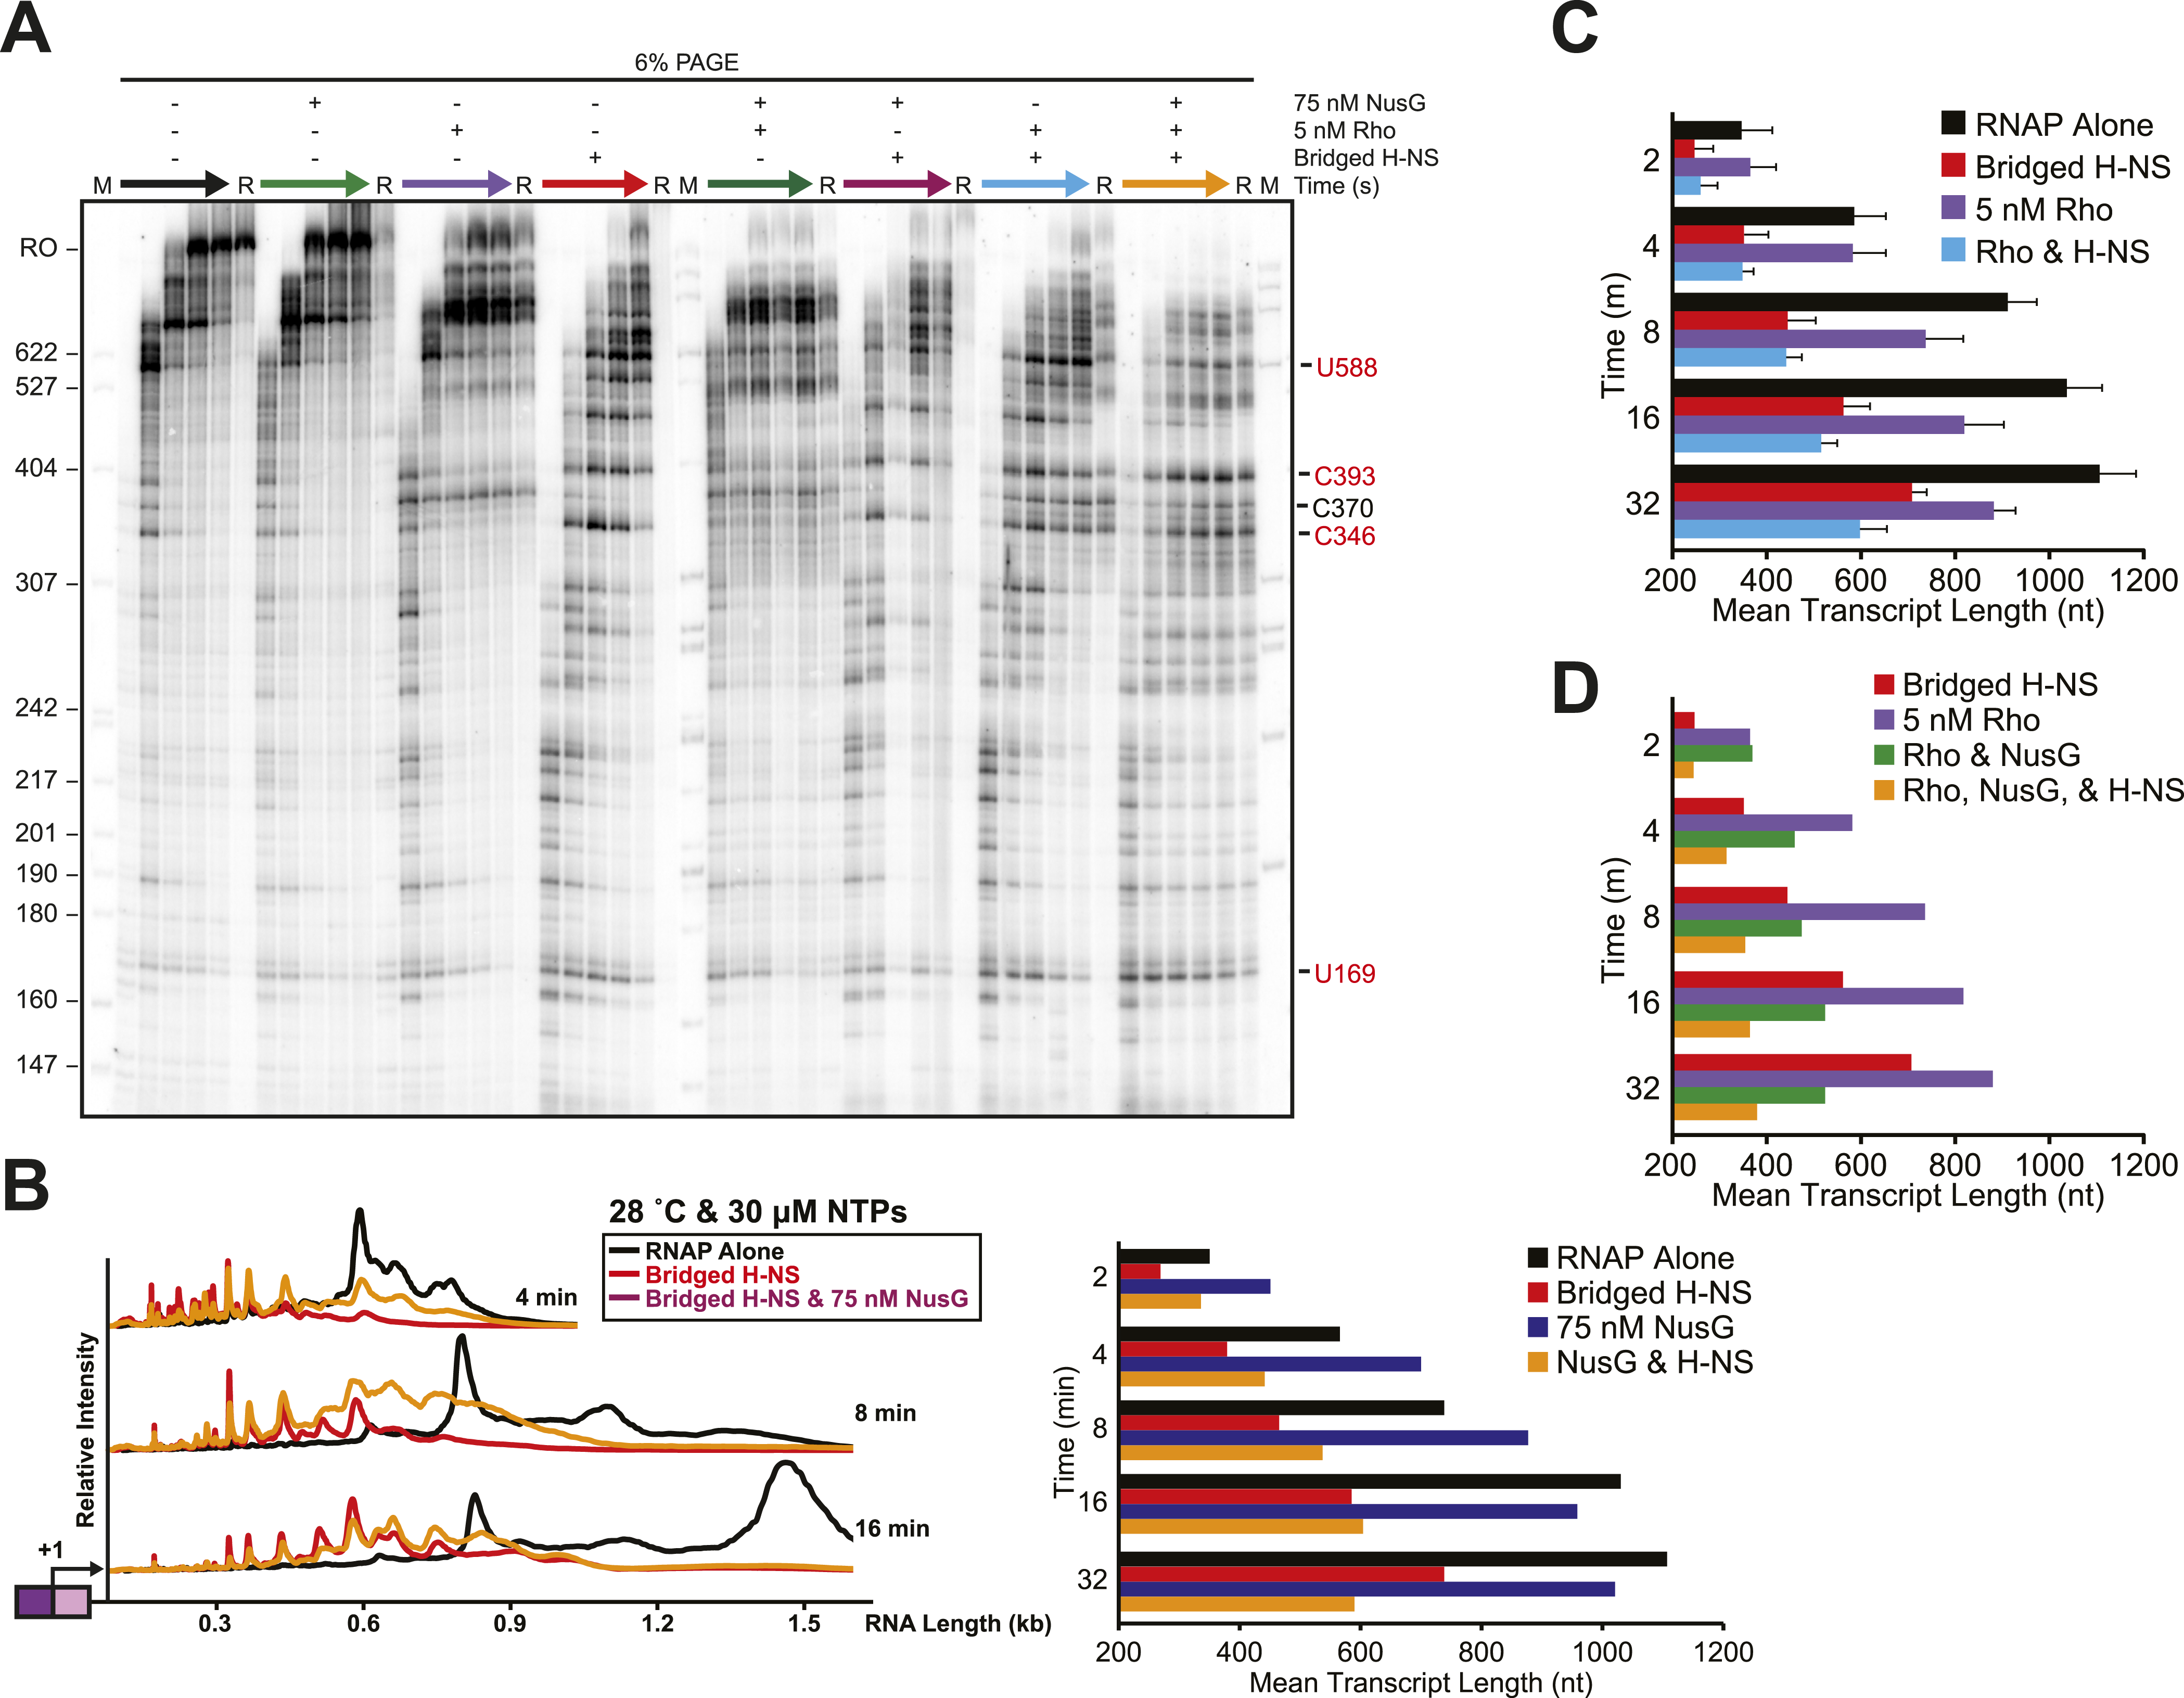 A
6% PAGE
- + - - + + - + 75 nM NusG
- - + - + - + + 5 nM Rho
- - - + - + + + Bridged H-NS
M R R R R M R R R R M Time (s)
RO –
622 –
527 –
404 –
307 –
242 –
217 –
201 –
190 –
180 –
160 –
147 –
U588
C393
C370
C346
U169
B
28 ˚C & 30 µM NTPs
RNAP Alone
Bridged H-NS
Bridged H-NS & 75 nM NusG
4 min
8 min
16 min
Relative Intensity
+1
0.3 0.6 0.9 1.2 1.5 RNA Length (kb)
RNAP Alone
Bridged H-NS
75 nM NusG
NusG & H-NS
Time (min)
2
4
8
16
32
200 400 600 800 1000 1200
Mean Transcript Length (nt)
C
RNAP Alone
Bridged H-NS
5 nM Rho
Rho & H-NS
Time (m)
2
4
8
16
32
200 400 600 800 1000 1200
Mean Transcript Length (nt)
D
Bridged H-NS
5 nM Rho
Rho & NusG
Rho, NusG, & H-NS
Time (m)
2
4
8
16
32
200 400 600 800 1000 1200
Mean Transcript Length (nt)